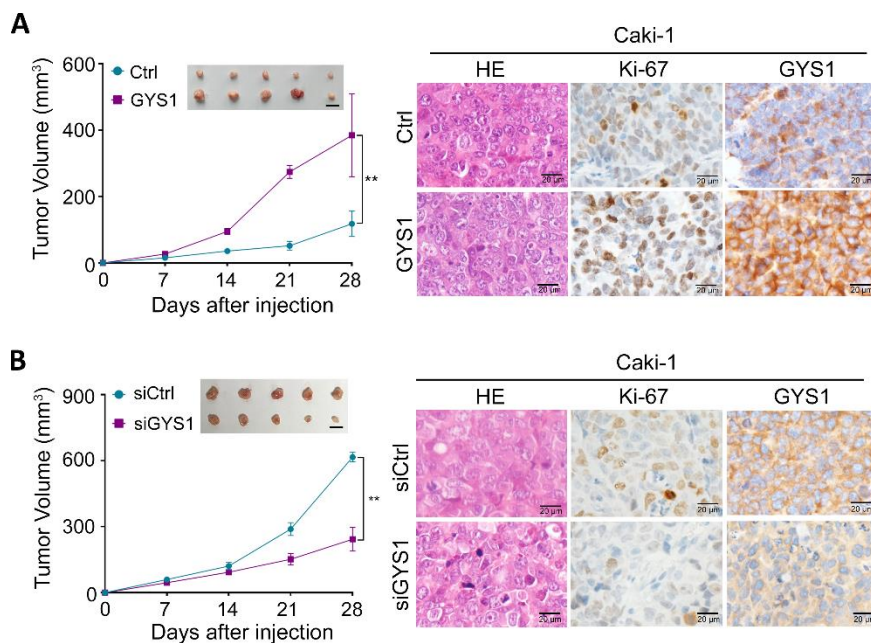 A
Caki-1
Ctrl
GYS1
HE
Ki-67
GYS1
Tumor Volume (mm³)
600
400
200
0
**
Ctrl
GYS1
20 µm
20 µm
20 µm
20 µm
20 µm
20 µm
0
7
14
21
28
Days after injection
B
Caki-1
siCtrl
siGYS1
HE
Ki-67
GYS1
Tumor Volume (mm³)
900
600
300
0
**
siCtrl
siGYS1
20 µm
20 µm
20 µm
20 µm
20 µm
20 µm
0
7
14
21
28
Days after injection